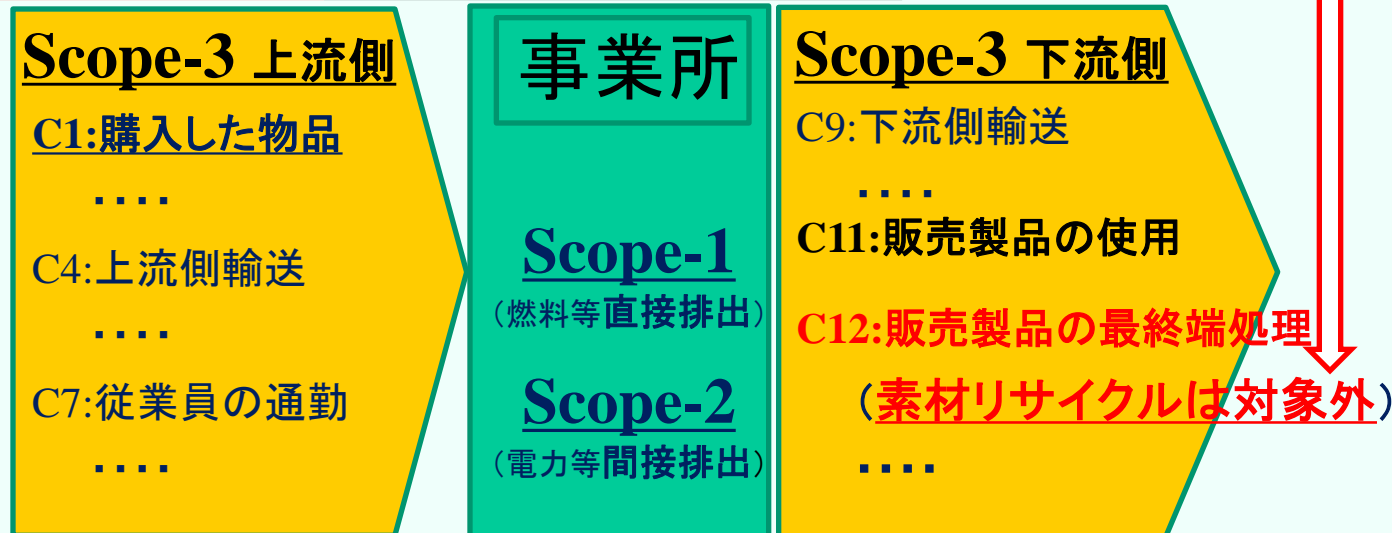 Scope-3 上流側
C1:購入した物品
・・・・
C4:上流側輸送
・・・・
C7:従業員の通勤
・・・・
事業所
Scope-1
（燃料等直接排出）
Scope-2
（電力等間接排出）
Scope-3 下流側
C9:下流側輸送
・・・・
C11:販売製品の使用
C12:販売製品の最終端処理
（素材リサイクルは対象外）
・・・・